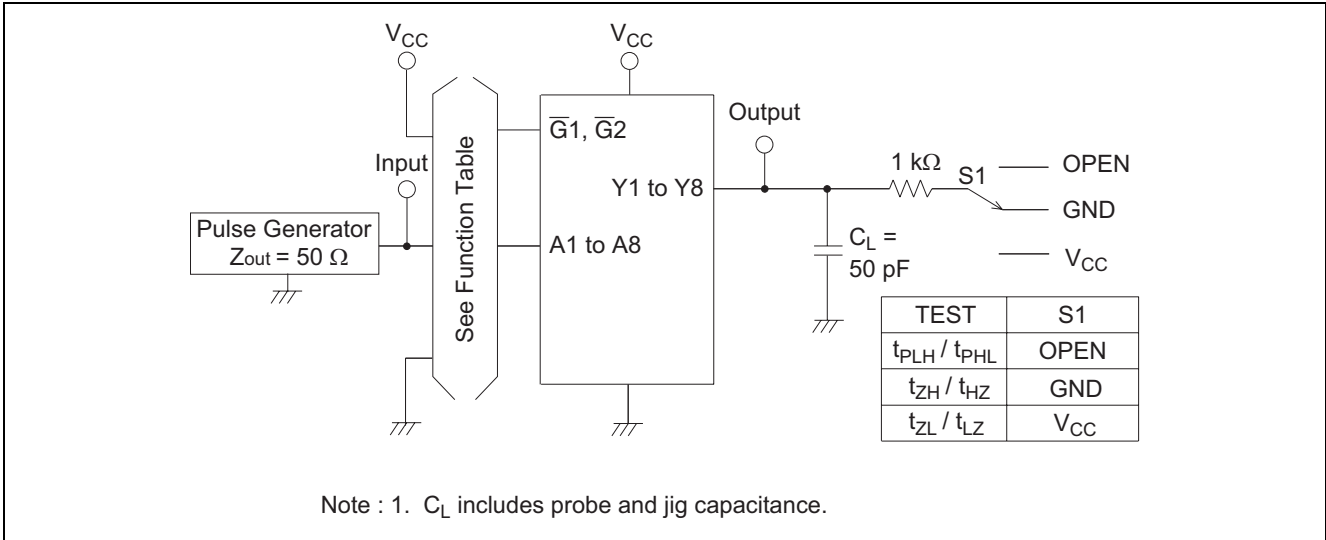 VCC
VCC
G̅1, G̅2
Output
Input
See Function Table
1 kΩ
S1
OPEN
Y1 to Y8
GND
Pulse Generator
Zout = 50 Ω
A1 to A8
CL =
50 pF
VCC
TEST S1
tPLH / tPHL OPEN
tZH / tHZ GND
tZL / tLZ VCC
Note : 1. CL includes probe and jig capacitance.